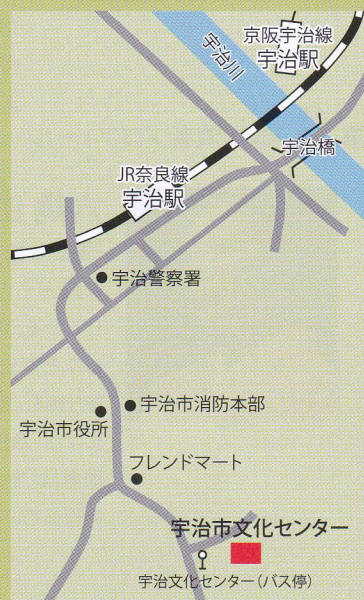 京阪宇治線
宇治駅
宇治川
宇治橋
JR奈良線
宇治駅
宇治警察署
宇治市消防本部
宇治市役所
フレンドマート
宇治市文化センター
宇治文化センター(バス停)